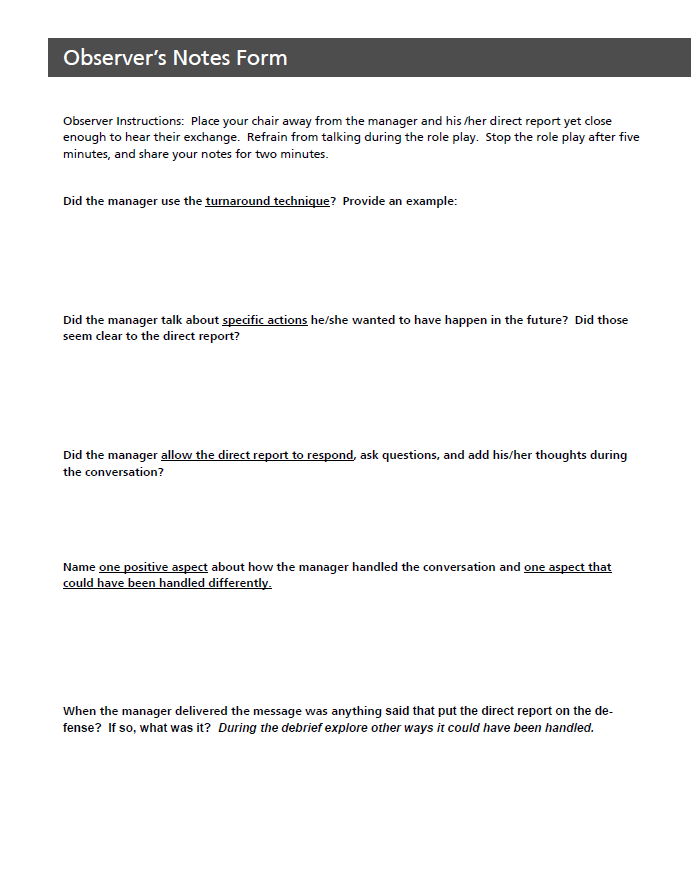 Observer’s Notes Form
Observer Instructions:  Place your chair away from the manager and his /her direct report yet close
enough to hear their exchange.  Refrain from talking during the role play.  Stop the role play after five
minutes, and share your notes for two minutes.
Did the manager use the turnaround technique?  Provide an example:
Did the manager talk about specific actions he/she wanted to have happen in the future?  Did those
seem clear to the direct report?
Did the manager allow the direct report to respond, ask questions, and add his/her thoughts during
the conversation?
Name one positive aspect about how the manager handled the conversation and one aspect that
could have been handled differently.
When the manager delivered the message was anything said that put the direct report on the de-
fense?  If so, what was it?  During the debrief explore other ways it could have been handled.